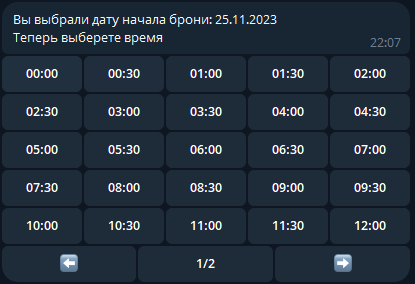 Вы выбрали дату начала брони: 25.11.2023
Теперь выберете время
22:07
00:00 00:30 01:00 01:30 02:00
02:30 03:00 03:30 04:00 04:30
05:00 05:30 06:00 06:30 07:00
07:30 08:00 08:30 09:00 09:30
10:00 10:30 11:00 11:30 12:00
⬅️ 1/2 ➡️